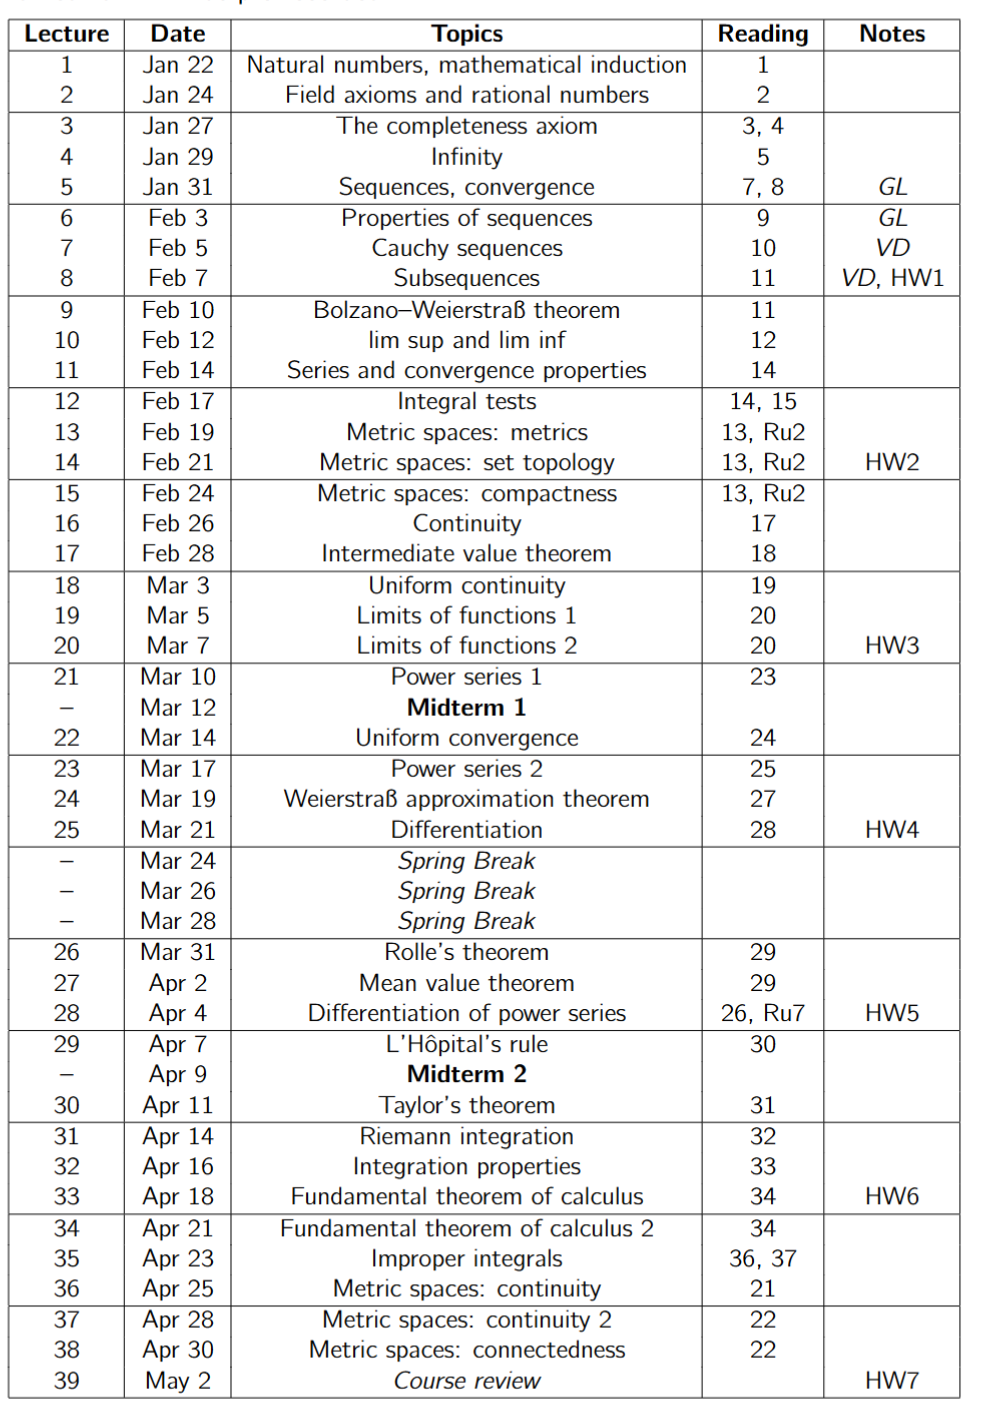 Lecture Date Topics Reading Notes
1 Jan 22 Natural numbers, mathematical induction 1
2 Jan 24 Field axioms and rational numbers 2
3 Jan 27 The completeness axiom 3, 4
4 Jan 29 Infinity 5
5 Jan 31 Sequences, convergence 7, 8 GL
6 Feb 3 Properties of sequences 9 GL
7 Feb 5 Cauchy sequences 10 VD
8 Feb 7 Subsequences 11 VD, HW1
9 Feb 10 Bolzano–Weierstraß theorem 11
10 Feb 12 lim sup and lim inf 12
11 Feb 14 Series and convergence properties 14
12 Feb 17 Integral tests 14, 15
13 Feb 19 Metric spaces: metrics 13, Ru2
14 Feb 21 Metric spaces: set topology 13, Ru2 HW2
15 Feb 24 Metric spaces: compactness 13, Ru2
16 Feb 26 Continuity 17
17 Feb 28 Intermediate value theorem 18
18 Mar 3 Uniform continuity 19
19 Mar 5 Limits of functions 1 20
20 Mar 7 Limits of functions 2 20 HW3
21 Mar 10 Power series 1 23
– Mar 12 Midterm 1
22 Mar 14 Uniform convergence 24
23 Mar 17 Power series 2 25
24 Mar 19 Weierstraß approximation theorem 27
25 Mar 21 Differentiation 28 HW4
– Mar 24 Spring Break
– Mar 26 Spring Break
– Mar 28 Spring Break
26 Mar 31 Rolle's theorem 29
27 Apr 2 Mean value theorem 29
28 Apr 4 Differentiation of power series 26, Ru7 HW5
29 Apr 7 L'Hôpital's rule 30
– Apr 9 Midterm 2
30 Apr 11 Taylor's theorem 31
31 Apr 14 Riemann integration 32
32 Apr 16 Integration properties 33
33 Apr 18 Fundamental theorem of calculus 34 HW6
34 Apr 21 Fundamental theorem of calculus 2 34
35 Apr 23 Improper integrals 36, 37
36 Apr 25 Metric spaces: continuity 21
37 Apr 28 Metric spaces: continuity 2 22
38 Apr 30 Metric spaces: connectedness 22
39 May 2 Course review HW7